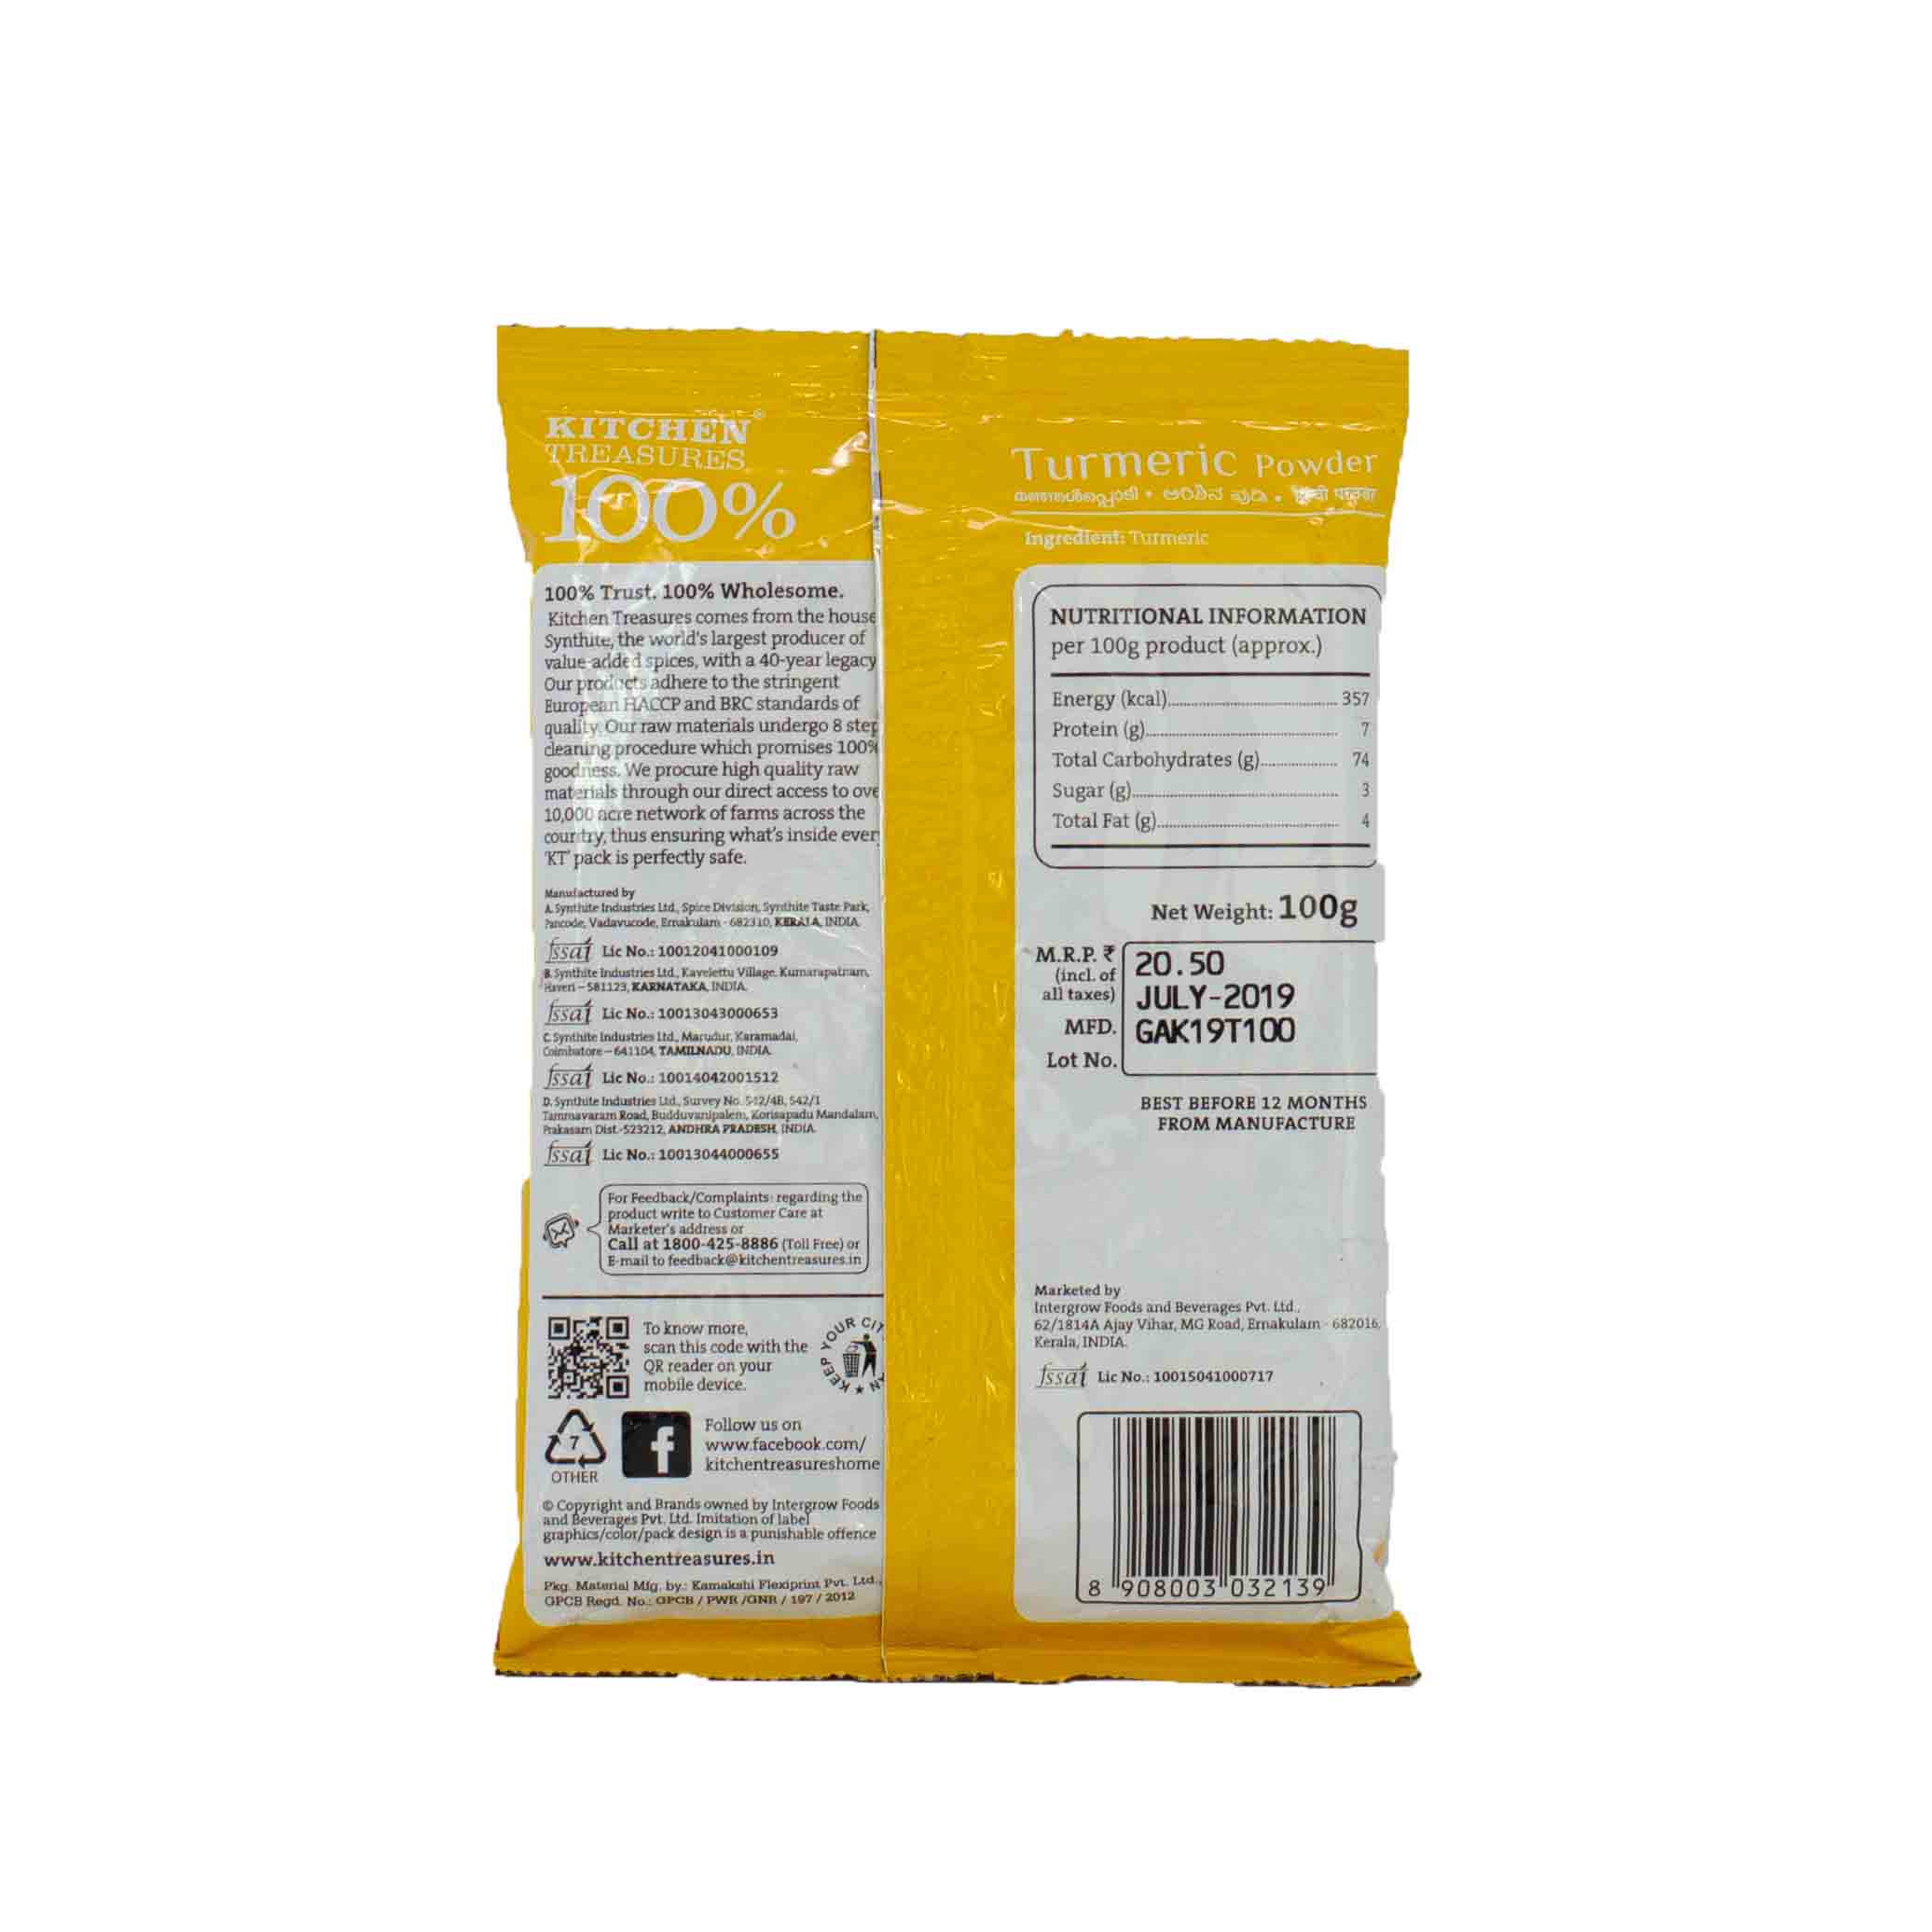 KITCHEN®
TREASURES
100%
100% Trust. 100% Wholesome.
Kitchen Treasures comes from the house
Synthite, the world's largest producer of
value-added spices, with a 40-year legacy
Our products adhere to the stringent
European HACCP and BRC standards of
quality. Our raw materials undergo 8 step
cleaning procedure which promises 100%
goodness. We procure high quality raw
materials through our direct access to ove
10,000 acre network of farms across the
country, thus ensuring what's inside ever
'KT' pack is perfectly safe.
Manufactured by
A. Synthite Industries Ltd., Spice Division, Synthite Taste Park,
Pancode, Vadavucode, Ernakulam - 682310, KERALA, INDIA.
fssai Lic No.: 10012041000109
B. Synthite Industries Ltd., Kavelettu Village, Kumarapatnam,
Haveri – 581123, KARNATAKA, INDIA.
fssai Lic No.: 10013043000653
C. Synthite Industries Ltd., Marudur, Karamadai,
Coimbatore – 641104, TAMILNADU, INDIA.
fssai Lic No.: 10014042001512
D. Synthite Industries Ltd., Survey No. 542/4B, 542/1
Tammavaram Road, Budduvanipalem, Korisapadu Mandalam,
Prakasam Dist.-523212, ANDHRA PRADESH, INDIA.
fssai Lic No.: 10013044000655
For Feedback/Complaints regarding the
product write to Customer Care at
Marketer's address or
Call at 1800-425-8886 (Toll Free) or
E-mail to feedback@kitchentreasures.in
To know more,
scan this code with the
QR reader on your
mobile device.
KEEP YOUR CIT
AN
7
OTHER
f
Follow us on
www.facebook.com/
kitchentreasureshome
© Copyright and Brands owned by Intergrow Foods
and Beverages Pvt. Ltd. Imitation of label
graphics/color/pack design is a punishable offence
www.kitchentreasures.in
Pkg. Material Mfg. by.: Kamakshi Flexiprint Pvt. Ltd.,
GPCB Regd. No.: GPCB / PWR /GNR / 197 / 2012
Turmeric Powder
മഞ്ഞൾപ്പൊടി • ಅರಿಶಿನ ಪುಡಿ •
Ingredient: Turmeric
NUTRITIONAL INFORMATION
per 100g product (approx.)
Energy (kcal)............ 357
Protein (g)............ 7
Total Carbohydrates (g)............ 74
Sugar (g)............ 3
Total Fat (g)............ 4
Net Weight: 100g
M.R.P. ₹ 20.50
(incl. of
all taxes) JULY-2019
MFD. GAK19T100
Lot No.
BEST BEFORE 12 MONTHS
FROM MANUFACTURE
Marketed by
Intergrow Foods and Beverages Pvt. Ltd.,
62/1814A Ajay Vihar, MG Road, Ernakulam - 682016,
Kerala, INDIA.
fssai Lic No.: 10015041000717
8 908003 032139